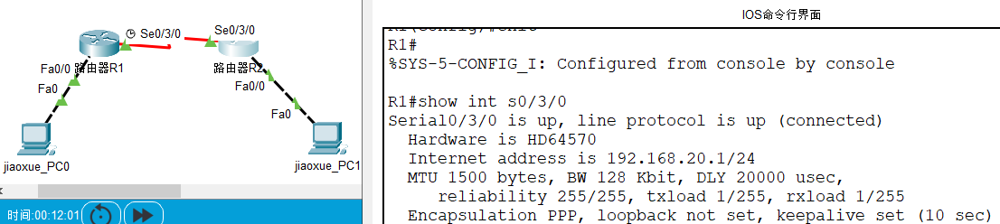 IOS命令行界面
Se0/3/0
Se0/3/0
Fa0/0
路由器R1
路由器R2
Fa0
Fa0/0
Fa0
jiaoxue_PC0
jiaoxue_PC1
时间:00:12:01
R1#
%SYS-5-CONFIG_I: Configured from console by console
R1#show int s0/3/0
Serial0/3/0 is up, line protocol is up (connected)
Hardware is HD64570
Internet address is 192.168.20.1/24
MTU 1500 bytes, BW 128 Kbit, DLY 20000 usec,
reliability 255/255, txload 1/255, rxload 1/255
Encapsulation PPP, loopback not set, keepalive set (10 sec)